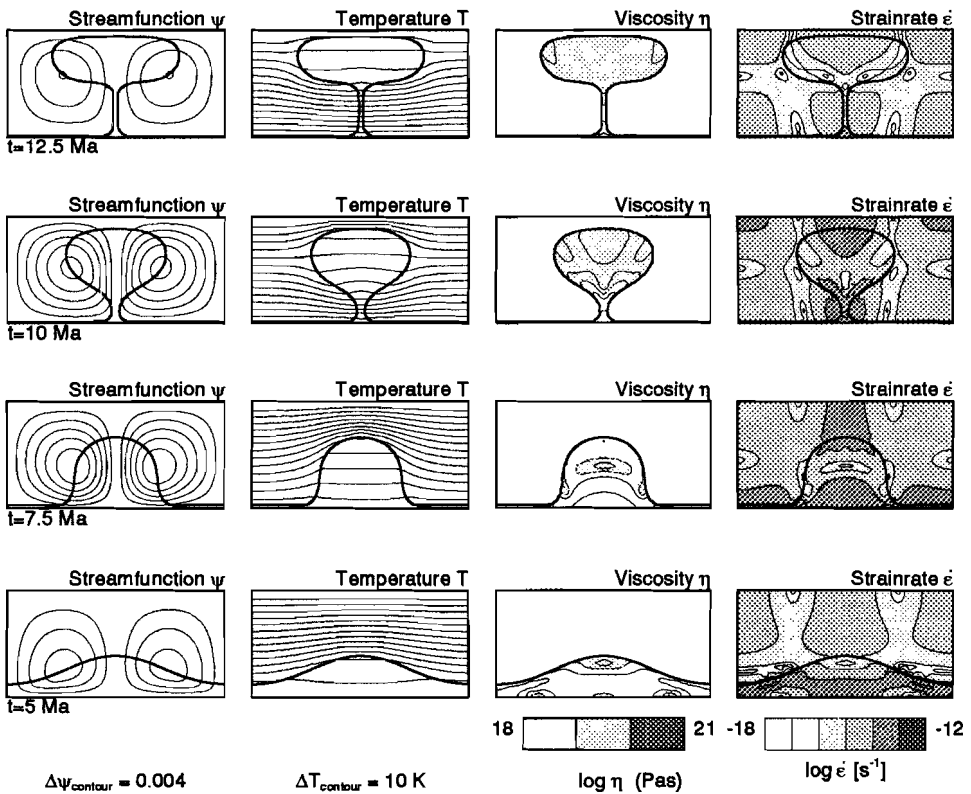 Streamfunction ψ Temperature T Viscosity η Strainrate ε̇
t=12.5 Ma
Streamfunction ψ Temperature T Viscosity η Strainrate ε̇
t=10 Ma
Streamfunction ψ Temperature T Viscosity η Strainrate ε̇
t=7.5 Ma
Streamfunction ψ Temperature T Viscosity η Strainrate ε̇
t=5 Ma
18 21 -18 -12
Δψcontour = 0.004 ΔTcontour = 10 K log η (Pas) log ε̇ [s⁻¹]